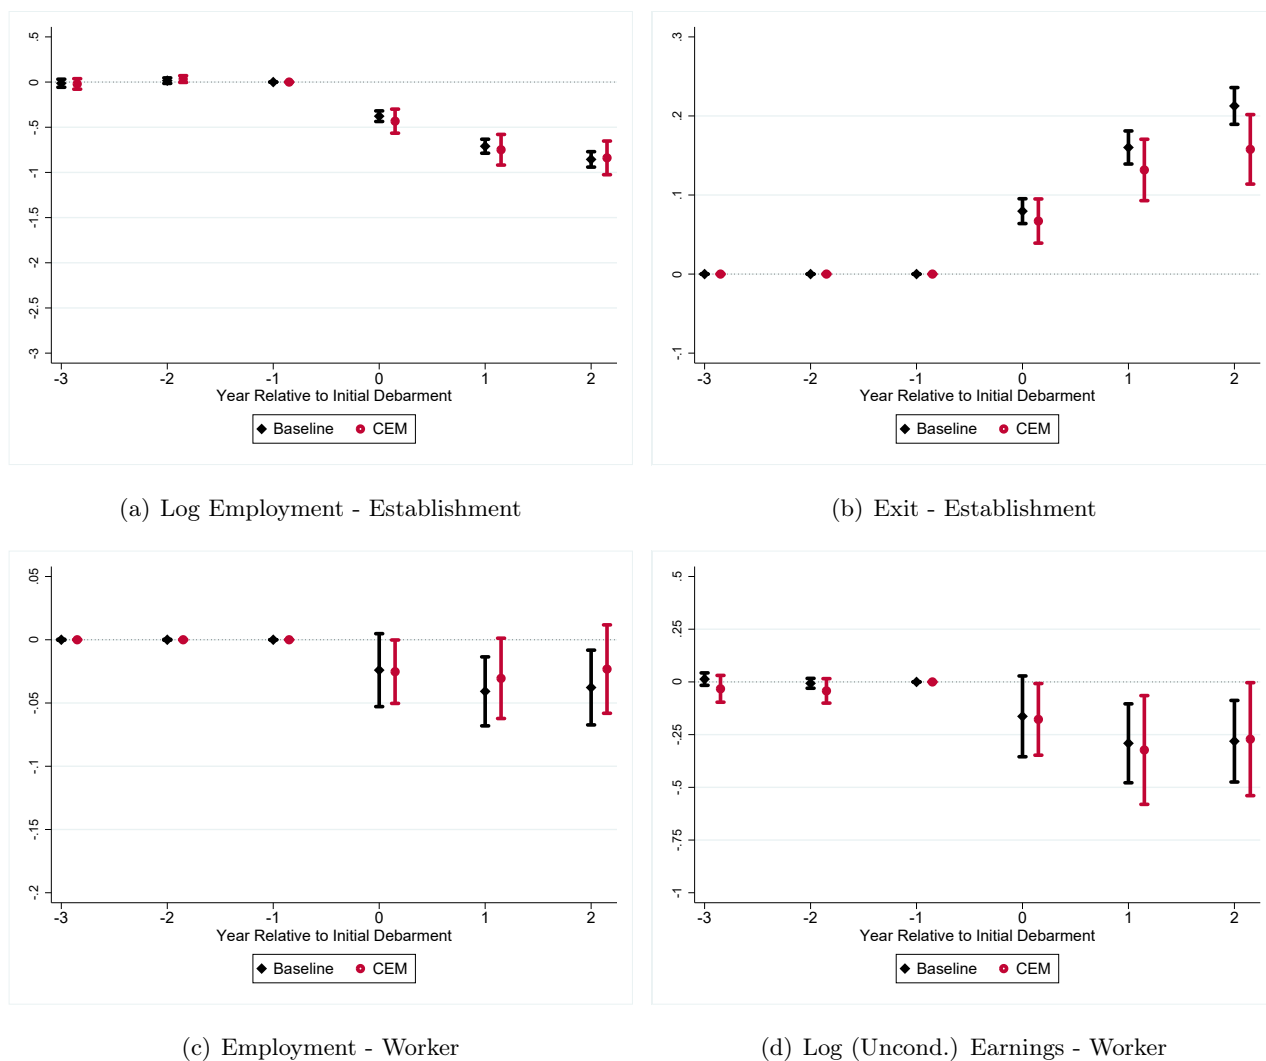 .5
0
-.5
-1
-1.5
-2
-2.5
-3
-3 -2 -1 0 1 2
Year Relative to Initial Debarment
Baseline CEM
(a) Log Employment - Establishment
.3
.2
.1
0
-.1
-3 -2 -1 0 1 2
Year Relative to Initial Debarment
Baseline CEM
(b) Exit - Establishment
.05
0
-.05
-.1
-.15
-.2
-3 -2 -1 0 1 2
Year Relative to Initial Debarment
Baseline CEM
(c) Employment - Worker
.5
.25
0
-.25
-.5
-.75
-1
-3 -2 -1 0 1 2
Year Relative to Initial Debarment
Baseline CEM
(d) Log (Uncond.) Earnings - Worker